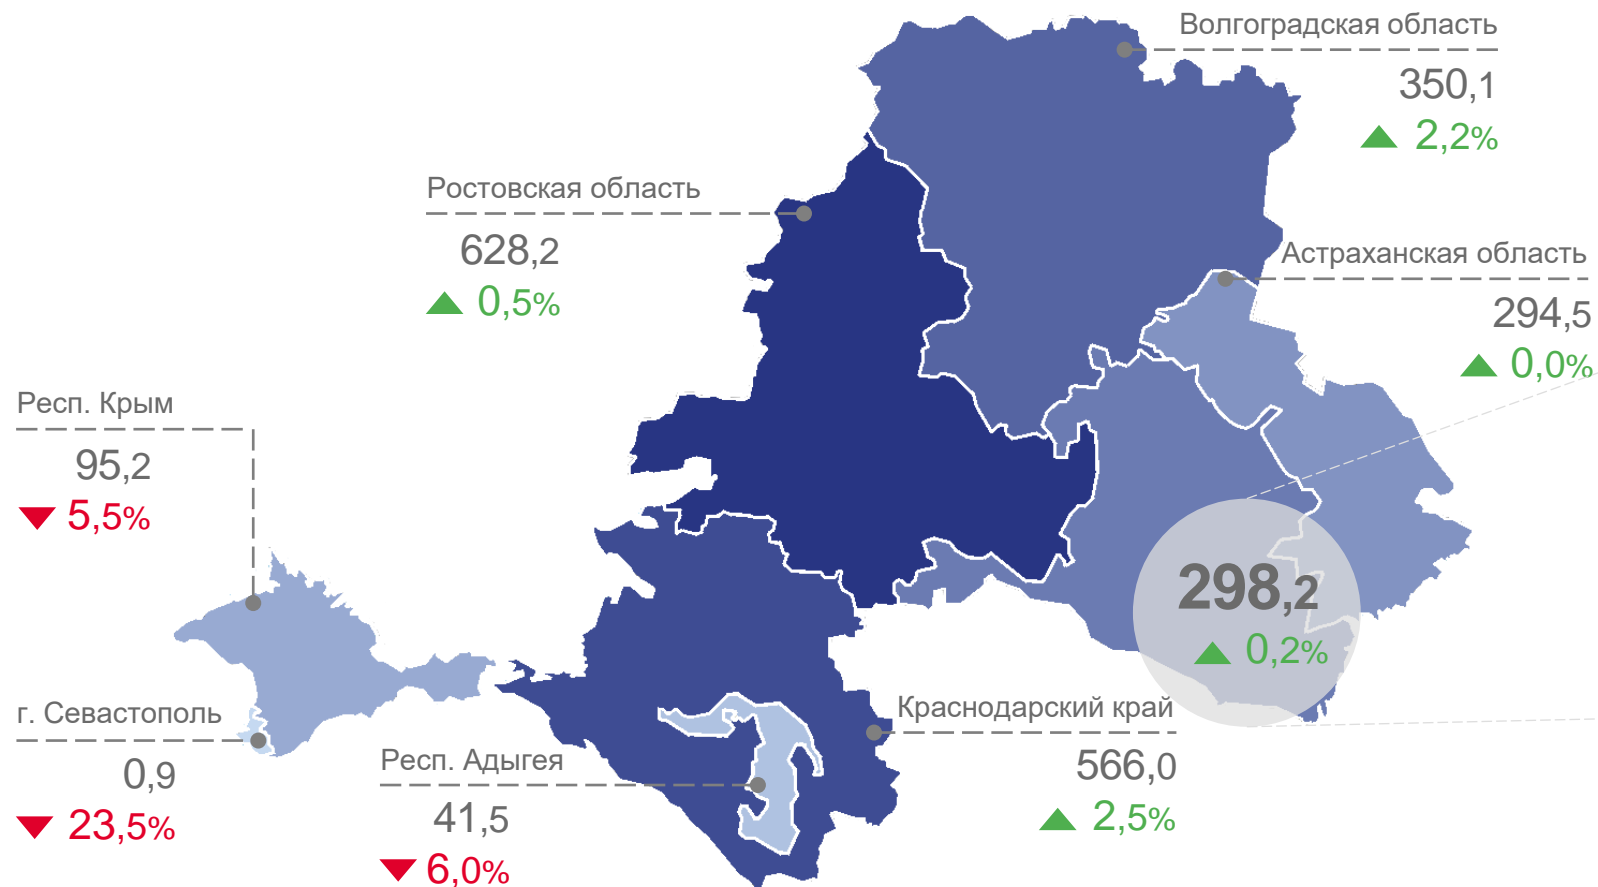 Волгоградская область
350,1
2,2%
Ростовская область
628,2
0,5%
Астраханская область
294,5
0,0%
Респ. Крым
95,2
5,5%
298,2
0,2%
г. Севастополь
0,9
23,5%
Респ. Адыгея
41,5
6,0%
Краснодарский край
566,0
2,5%